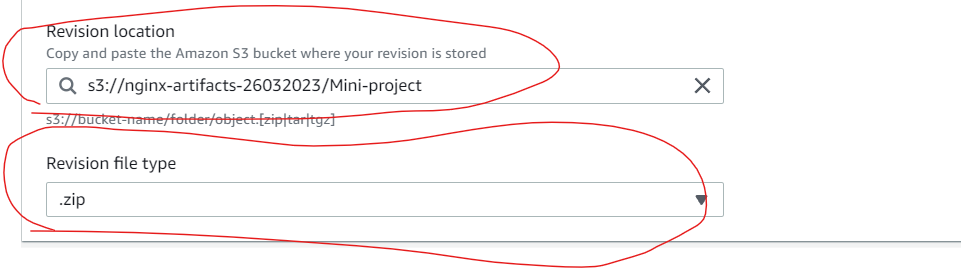 Revision location
Copy and paste the Amazon S3 bucket where your revision is stored
s3://nginx-artifacts-26032023/Mini-project
s3://bucket-name/folder/object.[zip|tar|tgz]
Revision file type
.zip